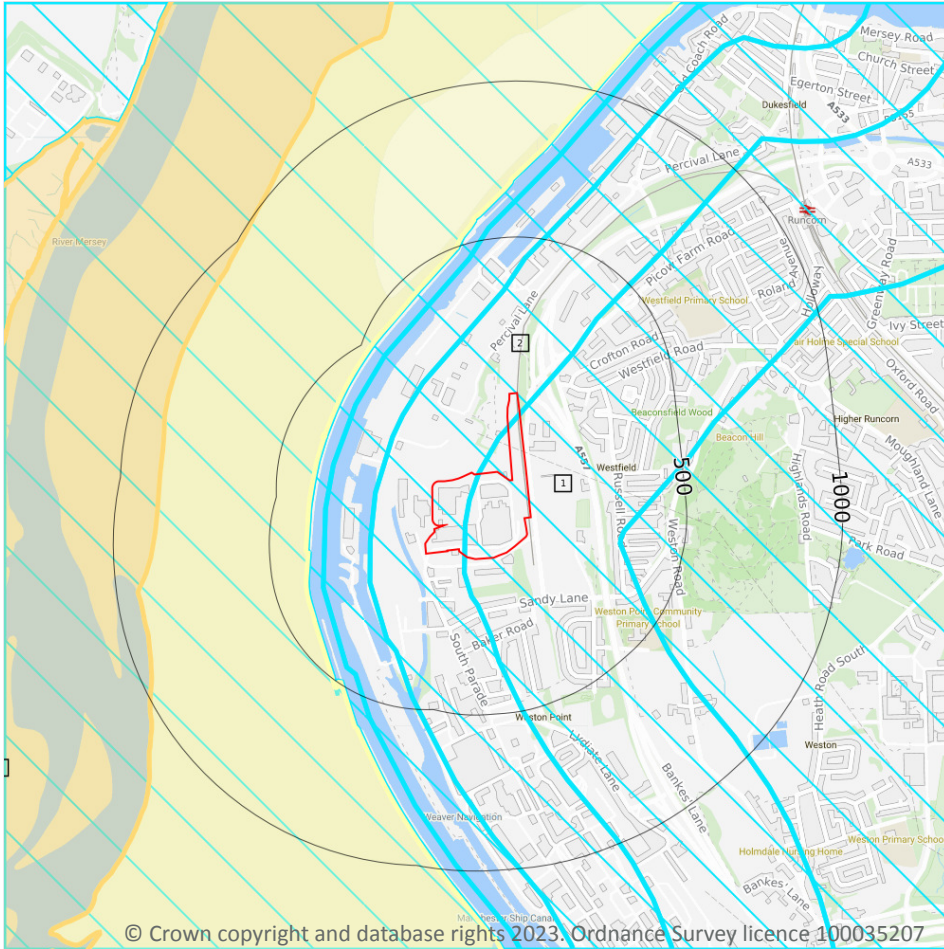 Mersey Road
Church Street
Old Coach Road
Egerton Street
Dukesfield
A533
A533
Percival Lane
Runcorn
River Mersey
Picow Farm Road
Roland Avenue
Holloway
Greenway Road
Westfield Primary School
Percival Lane
2
Ivy Street
Crofton Road
Westfield Road
Oxford Road
Beaconsfield Wood
Higher Runcorn
Beacon Hill
Moughland Lane
A557
Westfield
500
1000
1
Russell Road
Highlands Road
Weston Road
Park Road
Sandy Lane
Weston Point Community
Primary School
Baker Road
South Parade
Heath Road South
Weston Point
Lydiate Lane
Weston
Bankes' Lane
Weaver Navigation
Weston Primary School
Holmdale Nursing Home
Bankes' Lane
Manchester Ship Canal
© Crown copyright and database rights 2023. Ordnance Survey licence 100035207